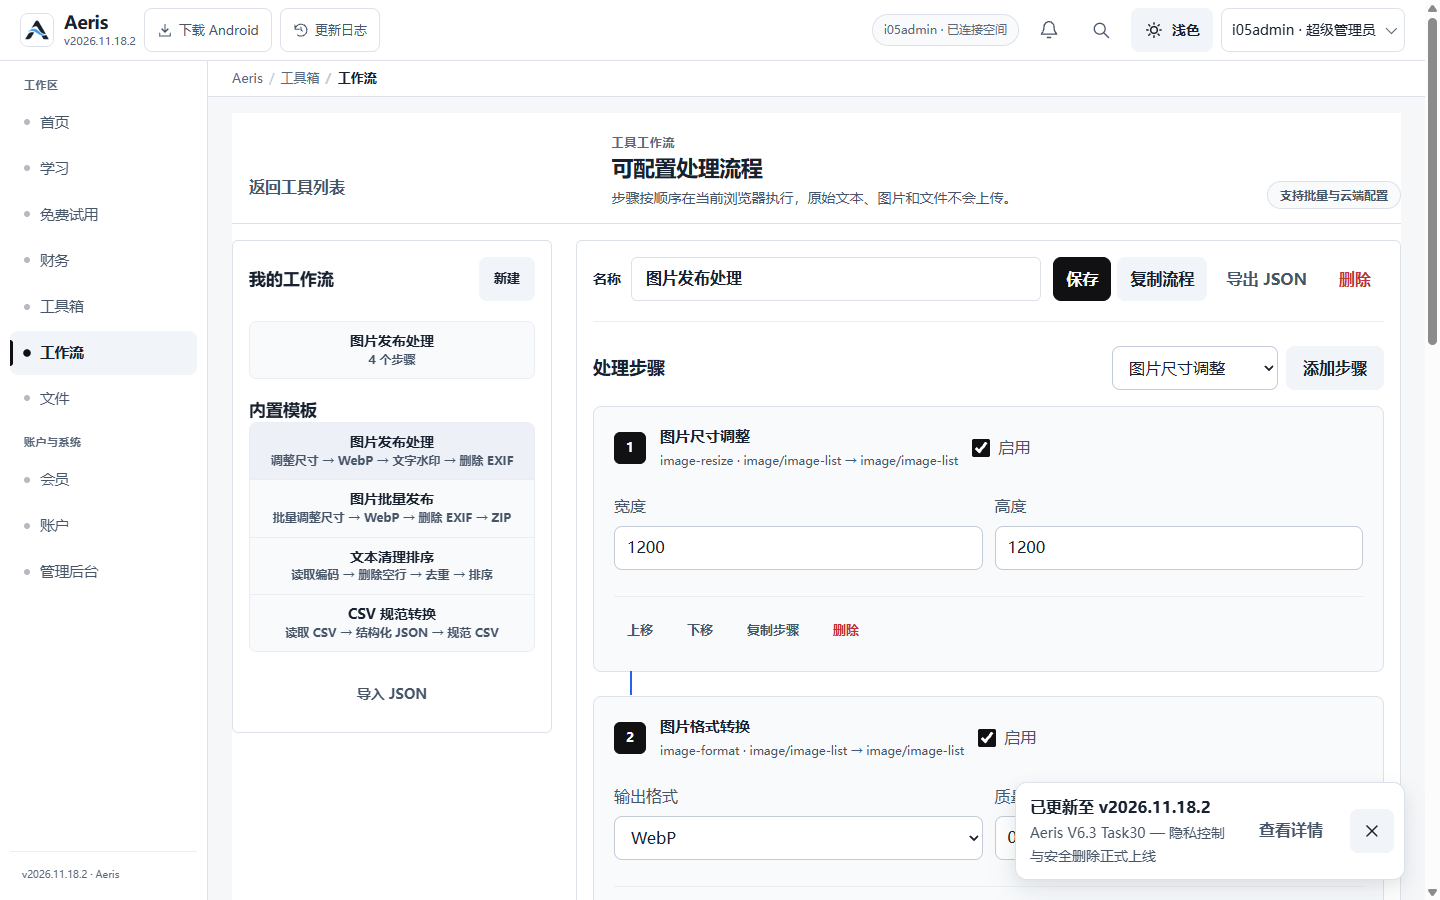 Aeris
v2026.11.18.2
下载 Android
更新日志
i05admin · 已连接空间
浅色
i05admin · 超级管理员
工作区
首页
学习
免费试用
财务
工具箱
工作流
文件
账户与系统
会员
账户
管理后台
v2026.11.18.2 · Aeris
Aeris / 工具箱 / 工作流
返回工具列表
工具工作流
可配置处理流程
步骤按顺序在当前浏览器执行，原始文本、图片和文件不会上传。
支持批量与云端配置
我的工作流
新建
图片发布处理
4 个步骤
内置模板
图片发布处理
调整尺寸 → WebP → 文字水印 → 删除 EXIF
图片批量发布
批量调整尺寸 → WebP → 删除 EXIF → ZIP
文本清理排序
读取编码 → 删除空行 → 去重 → 排序
CSV 规范转换
读取 CSV → 结构化 JSON → 规范 CSV
导入 JSON
名称
图片发布处理
保存
复制流程
导出 JSON
删除
处理步骤
图片尺寸调整
添加步骤
1
图片尺寸调整
image-resize · image/image-list → image/image-list
启用
宽度
高度
1200
1200
上移
下移
复制步骤
删除
2
图片格式转换
image-format · image/image-list → image/image-list
启用
输出格式
WebP
已更新至 v2026.11.18.2
Aeris V6.3 Task30 — 隐私控制
与安全删除正式上线
查看详情